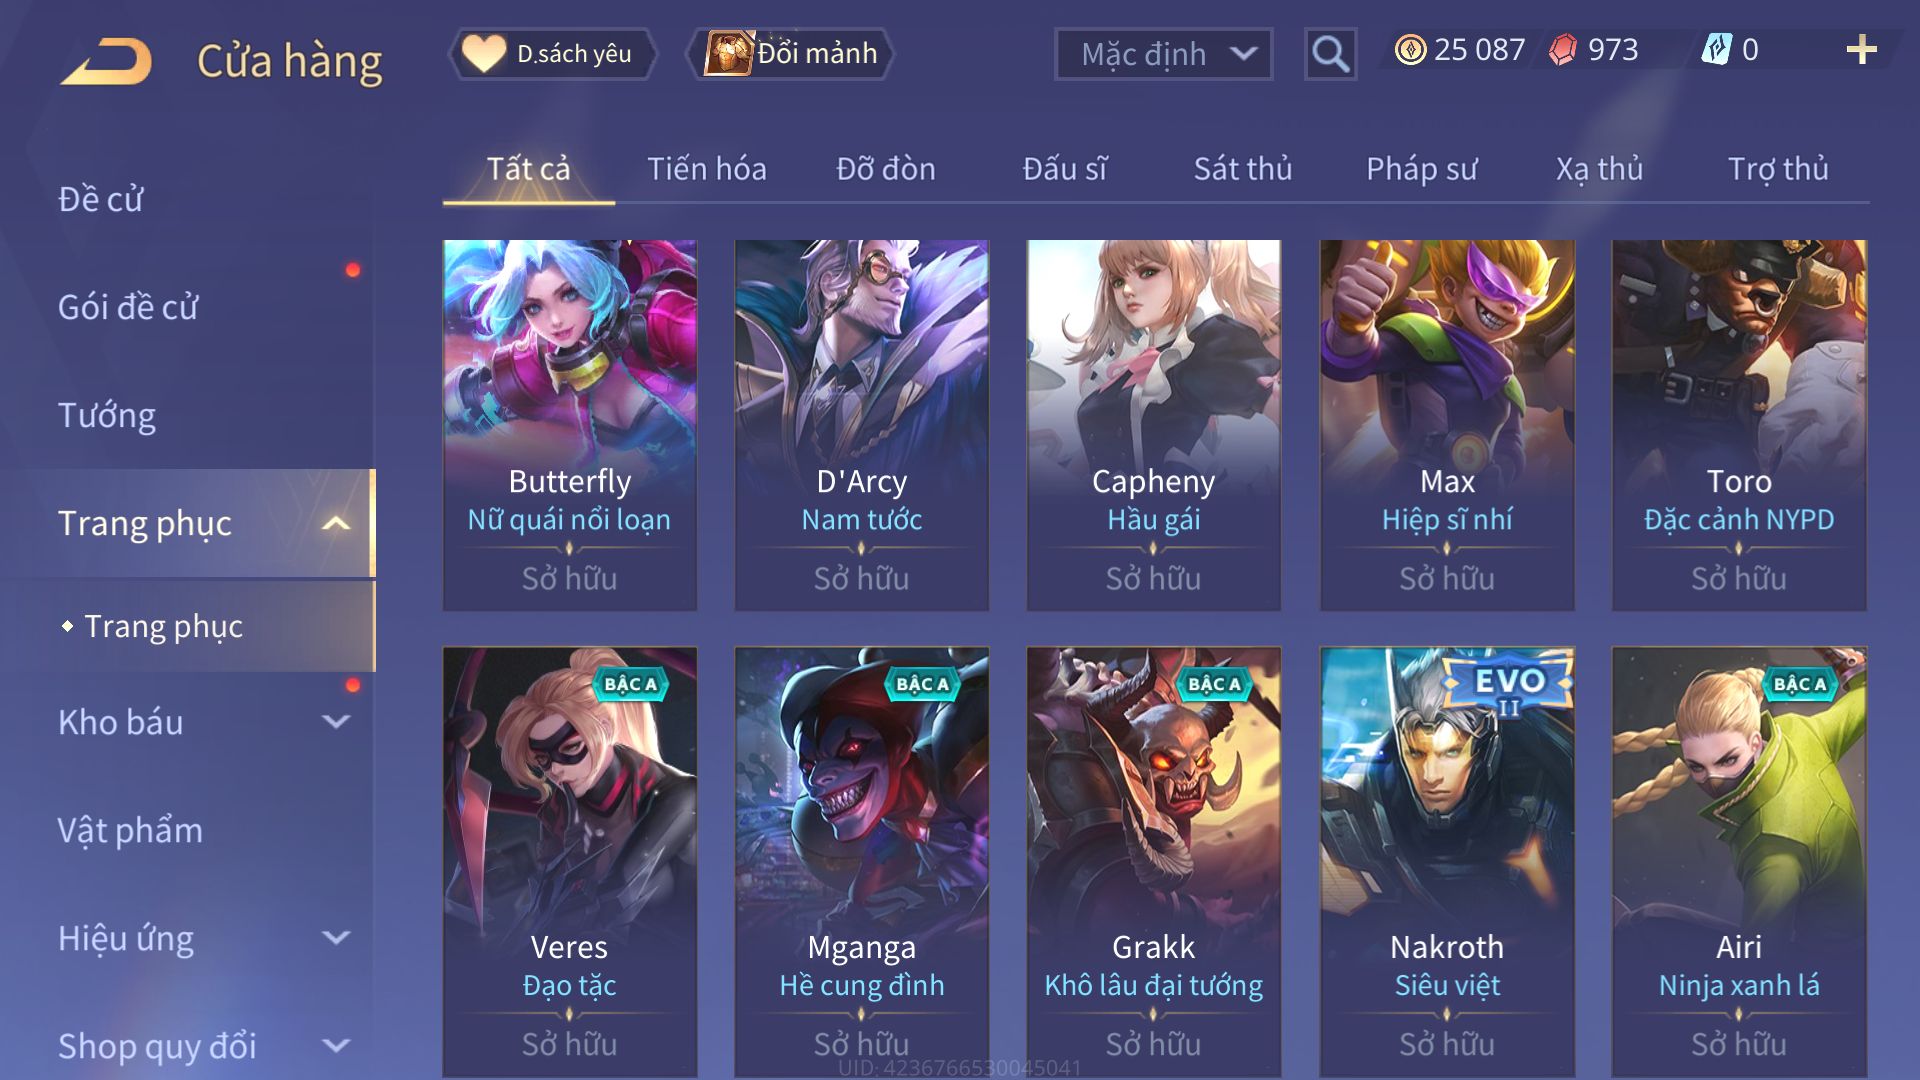 Cửa hàng
D.sách yêu
Đổi mảnh
Mặc định
25 087
973
0
Tất cả
Tiến hóa
Đỡ đòn
Đấu sĩ
Sát thủ
Pháp sư
Xạ thủ
Trợ thủ
Đề cử
Gói đề cử
Tướng
Trang phục
Trang phục
Kho báu
Vật phẩm
Hiệu ứng
Shop quy đổi
Butterfly
Nữ quái nổi loạn
Sở hữu
D'Arcy
Nam tước
Sở hữu
Capheny
Hầu gái
Sở hữu
Max
Hiệp sĩ nhí
Sở hữu
Toro
Đặc cảnh NYPD
Sở hữu
BẬC A
Veres
Đạo tặc
Sở hữu
BẬC A
Mganga
Hề cung đình
Sở hữu
BẬC A
Grakk
Khô lâu đại tướng
Sở hữu
EVO
II
Nakroth
Siêu việt
Sở hữu
BẬC A
Airi
Ninja xanh lá
Sở hữu
UID: 4236766530045041